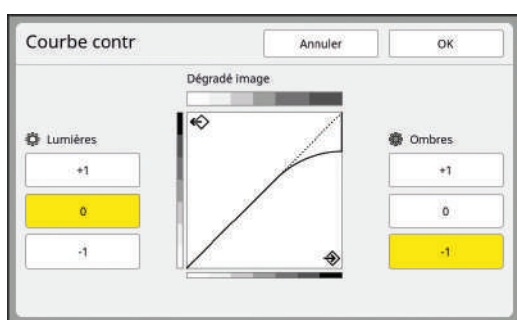 Courbe contr
Annuler
OK
Dégradé image
Lumières
+1
0
-1
Ombres
+1
0
-1